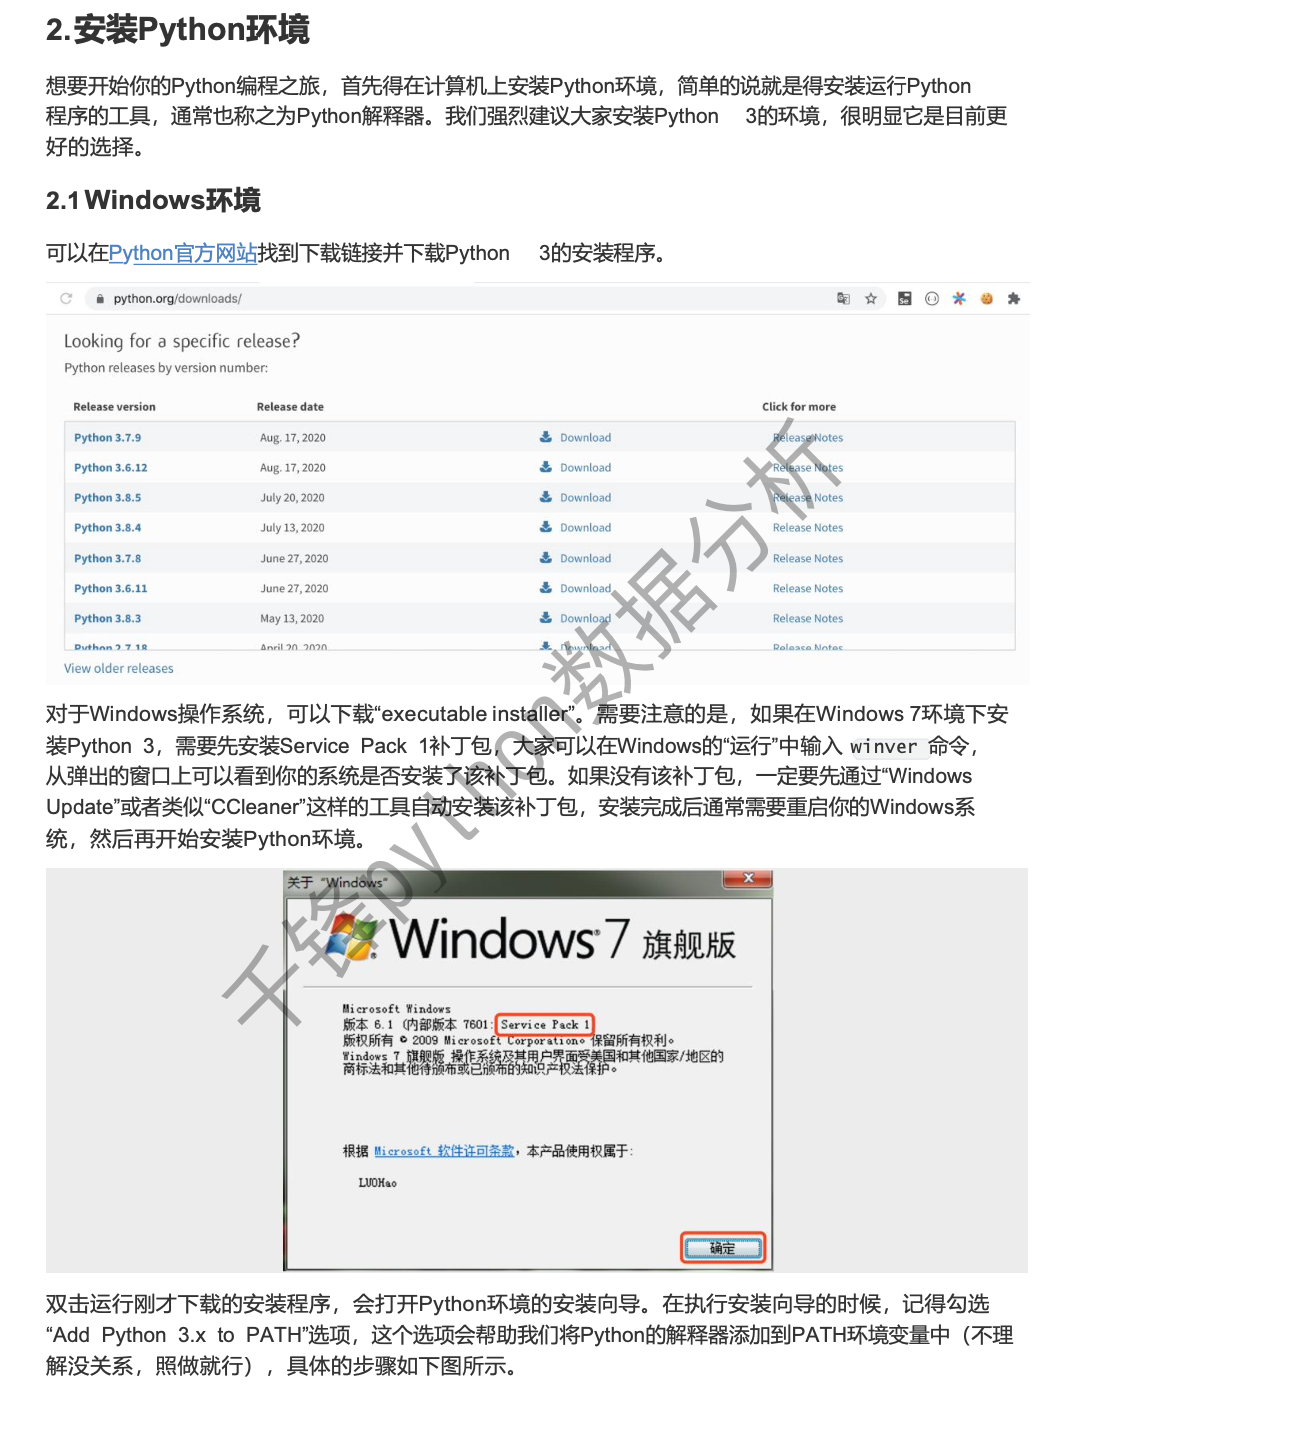 2.安装Python环境
想要开始你的Python编程之旅，首先得在计算机上安装Python环境，简单的说就是得安装运行Python
程序的工具，通常也称之为Python解释器。我们强烈建议大家安装Python 3的环境，很明显它是目前更
好的选择。
2.1 Windows环境
可以在Python官方网站找到下载链接并下载Python 3的安装程序。
python.org/downloads/
Looking for a specific release?
Python releases by version number:
Release version Release date Click for more
Python 3.7.9 Aug. 17, 2020 Download Release Notes
Python 3.6.12 Aug. 17, 2020 Download Release Notes
Python 3.8.5 July 20, 2020 Download Release Notes
Python 3.8.4 July 13, 2020 Download Release Notes
Python 3.7.8 June 27, 2020 Download Release Notes
Python 3.6.11 June 27, 2020 Download Release Notes
Python 3.8.3 May 13, 2020 Download Release Notes
Python 2.7.18 April 20, 2020 Download Release Notes
View older releases
对于Windows操作系统，可以下载“executable installer”。需要注意的是，如果在Windows 7环境下安
装Python 3，需要先安装Service Pack 1补丁包，大家可以在Windows的“运行”中输入 winver 命令，
从弹出的窗口上可以看到你的系统是否安装了该补丁包。如果没有该补丁包，一定要先通过“Windows
Update”或者类似“CCleaner”这样的工具自动安装该补丁包，安装完成后通常需要重启你的Windows系
统，然后再开始安装Python环境。
关于 “Windows”
Windows 7 旗舰版
Microsoft Windows
版本 6.1 (内部版本 7601: Service Pack 1
版权所有 © 2009 Microsoft Corporation。保留所有权利。
Windows 7 旗舰版 操作系统及其用户界面受美国和其他国家/地区的
商标法和其他待颁布或已颁布的知识产权法保护。
根据 Microsoft 软件许可条款，本产品使用权属于:
LUOHao
确定
双击运行刚才下载的安装程序，会打开Python环境的安装向导。在执行安装向导的时候，记得勾选
“Add Python 3.x to PATH”选项，这个选项会帮助我们将Python的解释器添加到PATH环境变量中（不理
解没关系，照做就行），具体的步骤如下图所示。
千锋python数据分析